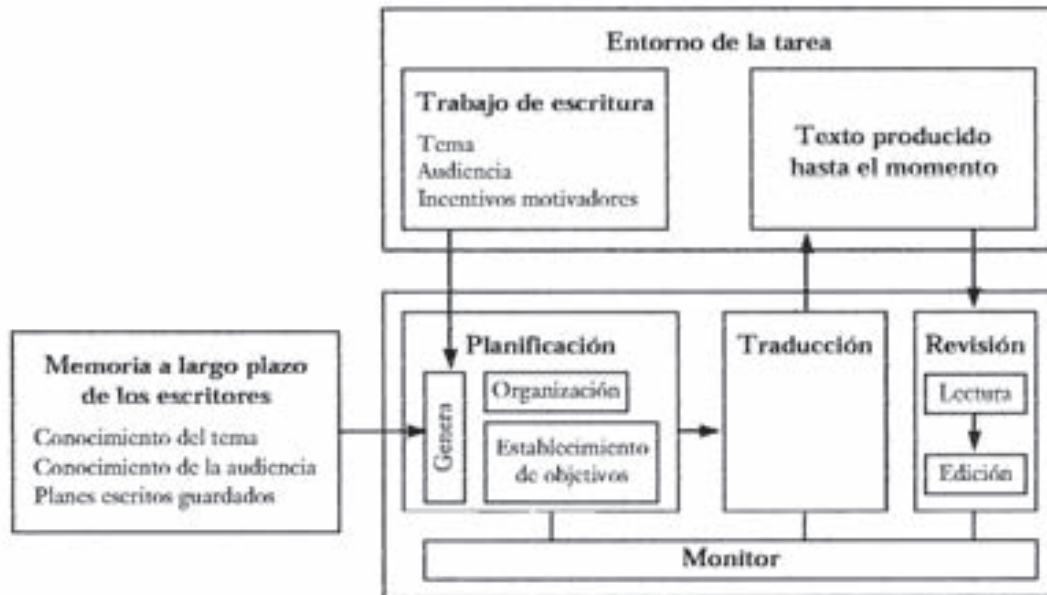 Entorno de la tarea
Trabajo de escritura
Tema
Audiencia
Incentivos motivadores
Texto producido
hasta el momento
Memoria a largo plazo
de los escritores
Conocimiento del tema
Conocimiento de la audiencia
Planes escritos guardados
Planificación
Genera
Organización
Establecimiento
de objetivos
Traducción
Revisión
Lectura
Edición
Monitor